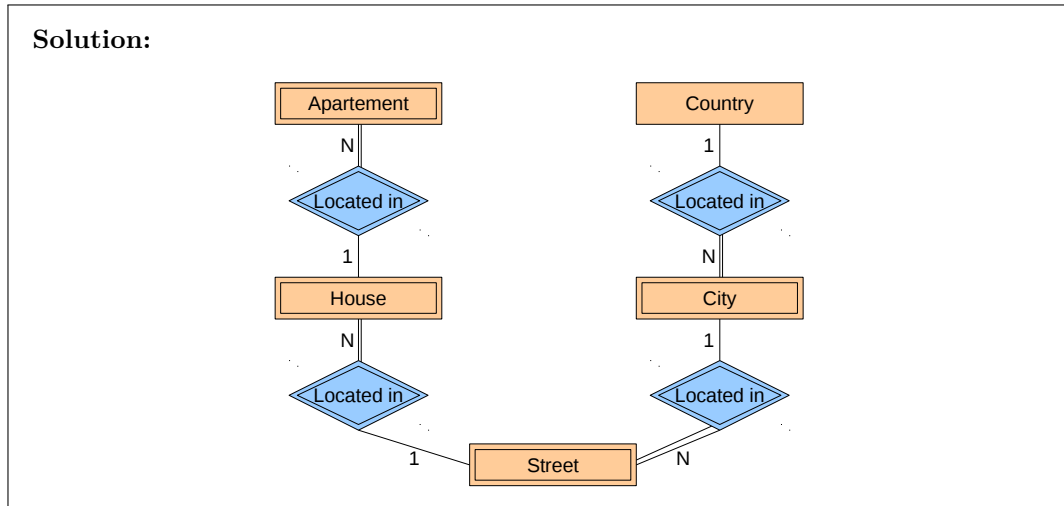 Solution:
Apartement
Country
N
1
Located in
Located in
1
N
House
City
N
1
Located in
Located in
1
Street
N